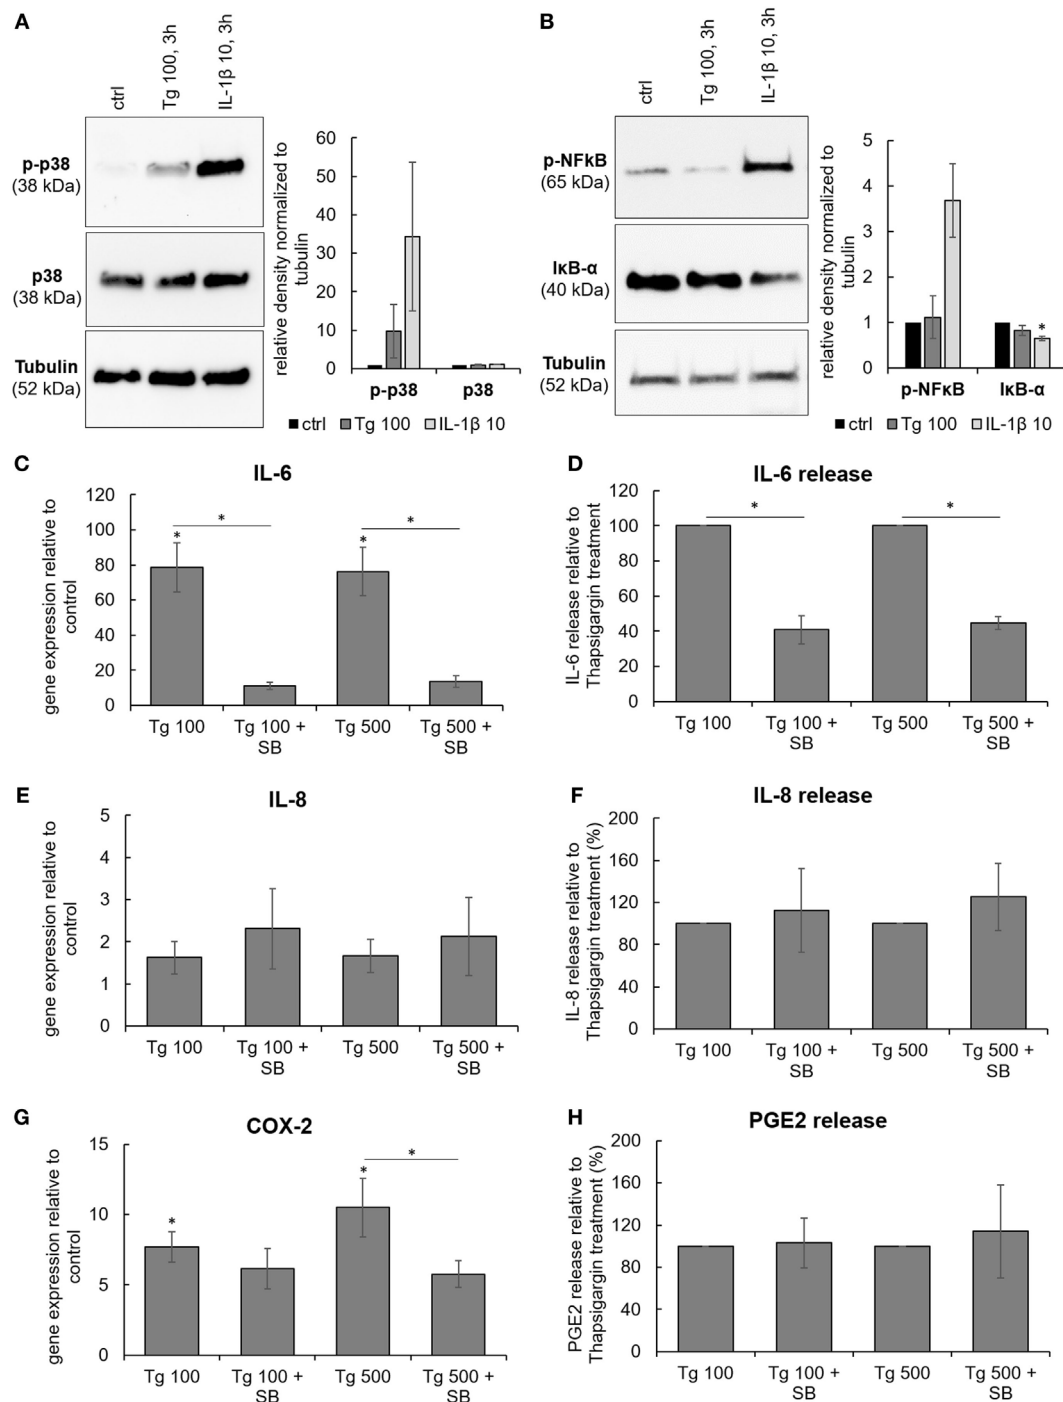 A
ctrl
Tg 100, 3h
IL-1β 10, 3h
p-p38
(38 kDa)
p38
(38 kDa)
Tubulin
(52 kDa)
relative density normalized to
tubulin
60
50
40
30
20
10
0
p-p38
p38
ctrl
Tg 100
IL-1β 10
B
ctrl
Tg 100, 3h
IL-1β 10, 3h
p-NFkB
(65 kDa)
IκB-α
(40 kDa)
Tubulin
(52 kDa)
relative density normalized to
tubulin
5
4
3
2
1
0
*
p-NFκB
IκB-α
ctrl
Tg 100
IL-1β 10
C
IL-6
gene expression relative to
control
120
100
80
60
40
20
0
*
*
*
*
Tg 100
Tg 100 +
SB
Tg 500
Tg 500 +
SB
D
IL-6 release
IL-6 release relative to
Thapsigargin treatment
120
100
80
60
40
20
0
*
*
Tg 100
Tg 100 +
SB
Tg 500
Tg 500 +
SB
E
IL-8
gene expression relative to
control
5
4
3
2
1
0
Tg 100
Tg 100 +
SB
Tg 500
Tg 500 +
SB
F
IL-8 release
IL-8 release relative to
Thapsigargin treatment (%)
200
160
120
80
40
0
Tg 100
Tg 100 +
SB
Tg 500
Tg 500 +
SB
G
COX-2
gene expression relative to
control
15
10
5
0
*
*
*
Tg 100
Tg 100 +
SB
Tg 500
Tg 500 +
SB
H
PGE2 release
PGE2 release relative to
Thapsigargin treatment (%)
200
160
120
80
40
0
Tg 100
Tg 100 +
SB
Tg 500
Tg 500 +
SB